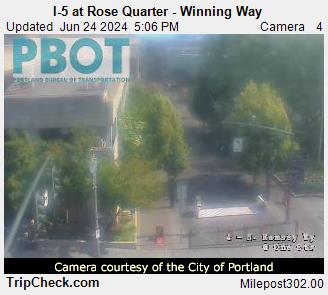 I-5 at Rose Quarter - Winning Way
Updated Jun 24 2024 5:06 PM Camera 4
PBOT
PORTLAND BUREAU OF TRANSPORTATION
Camera courtesy of the City of Portland
TripCheck.com Milepost302.00